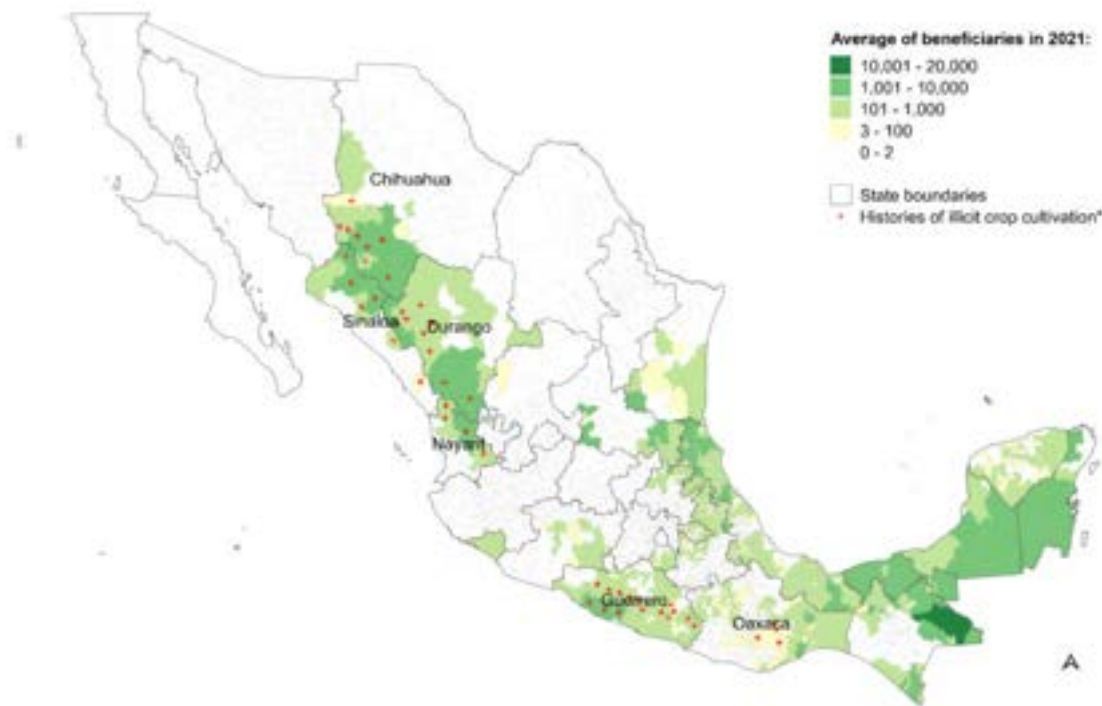 Average of beneficiaries in 2021:
10,001 - 20,000
1,001 - 10,000
101 - 1,000
3 - 100
0 - 2
State boundaries
Histories of illicit crop cultivation*
Chihuahua
Sinaloa
Durango
Nayarit
Guerrero
Oaxaca